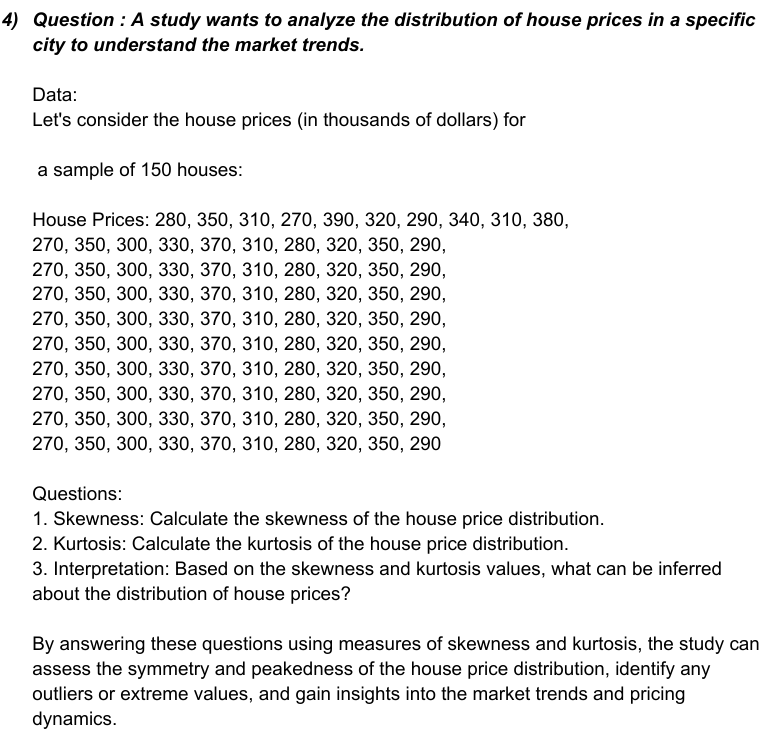 4) Question : A study wants to analyze the distribution of house prices in a specific
city to understand the market trends.
Data:
Let's consider the house prices (in thousands of dollars) for
a sample of 150 houses:
House Prices: 280, 350, 310, 270, 390, 320, 290, 340, 310, 380,
270, 350, 300, 330, 370, 310, 280, 320, 350, 290,
270, 350, 300, 330, 370, 310, 280, 320, 350, 290,
270, 350, 300, 330, 370, 310, 280, 320, 350, 290,
270, 350, 300, 330, 370, 310, 280, 320, 350, 290,
270, 350, 300, 330, 370, 310, 280, 320, 350, 290,
270, 350, 300, 330, 370, 310, 280, 320, 350, 290,
270, 350, 300, 330, 370, 310, 280, 320, 350, 290,
270, 350, 300, 330, 370, 310, 280, 320, 350, 290,
270, 350, 300, 330, 370, 310, 280, 320, 350, 290
Questions:
1. Skewness: Calculate the skewness of the house price distribution.
2. Kurtosis: Calculate the kurtosis of the house price distribution.
3. Interpretation: Based on the skewness and kurtosis values, what can be inferred
about the distribution of house prices?
By answering these questions using measures of skewness and kurtosis, the study can
assess the symmetry and peakedness of the house price distribution, identify any
outliers or extreme values, and gain insights into the market trends and pricing
dynamics.